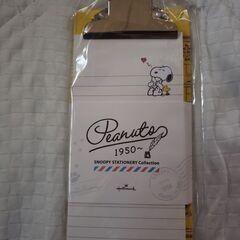 Peanuts
1950~
SNOOPY STATIONERY Collection
Hallmark